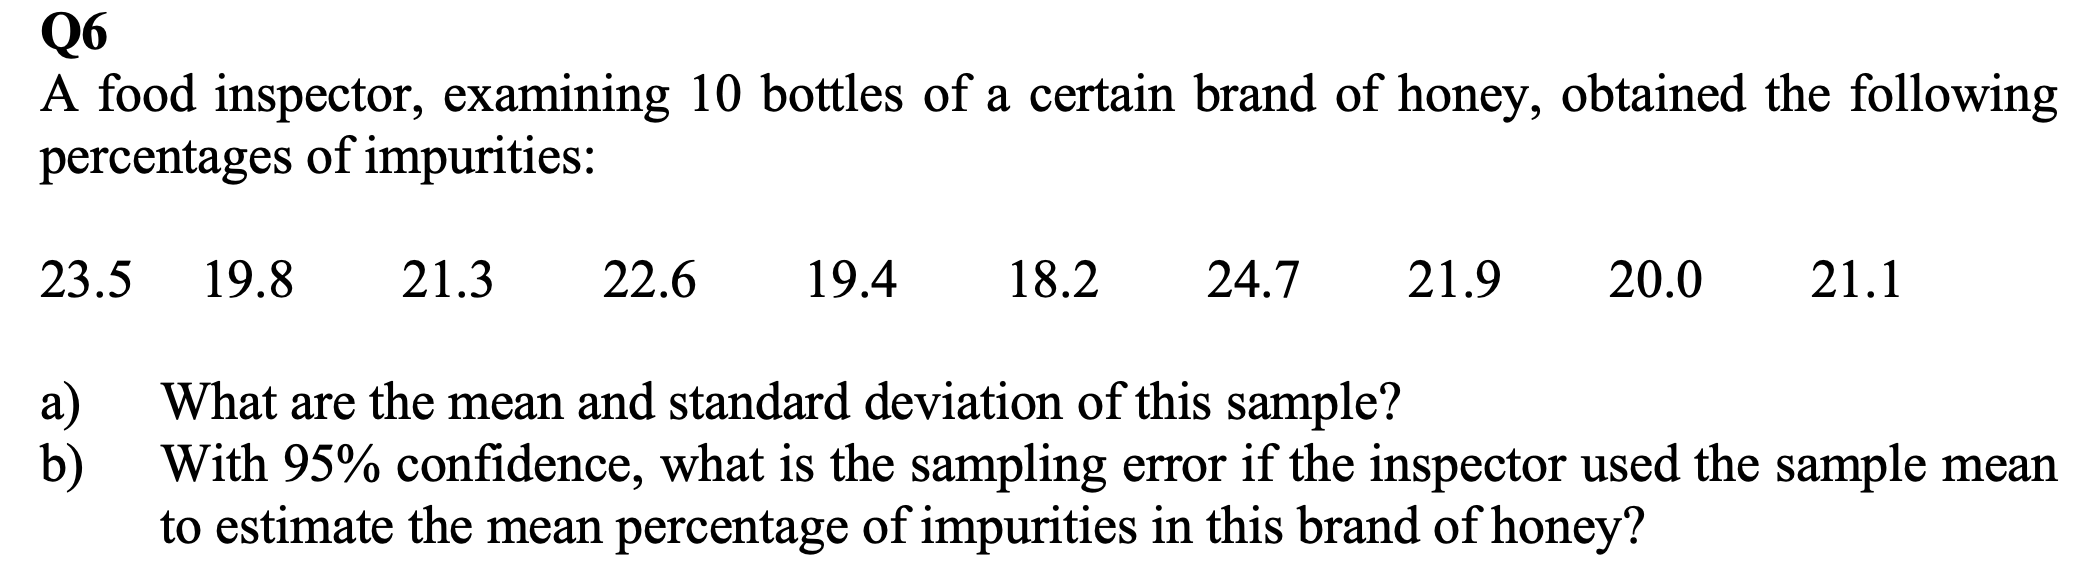 Q6
A food inspector, examining 10 bottles of a certain brand of honey, obtained the following
percentages of impurities:
23.5 19.8 21.3 22.6 19.4 18.2 24.7 21.9 20.0 21.1
a) What are the mean and standard deviation of this sample?
b) With 95% confidence, what is the sampling error if the inspector used the sample mean
to estimate the mean percentage of impurities in this brand of honey?